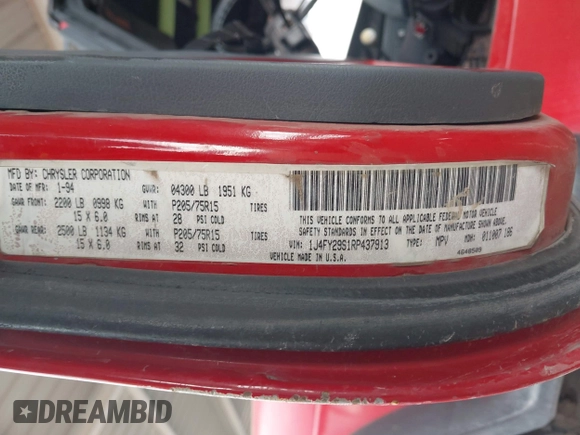 MFD BY: CHRYSLER CORPORATION
DATE OF MFR: 1-94 GVWR: 04300 LB 1951 KG
GAWR FRONT: 2200 LB 0998 KG P205/75R15 TIRES
15 X 6.0 RIMS AT 28 PSI COLD
GAWR REAR: 2500 LB 1134 KG P205/75R15 TIRES
15 X 6.0 RIMS AT 32 PSI COLD
THIS VEHICLE CONFORMS TO ALL APPLICABLE FEDERAL MOTOR VEHICLE
SAFETY STANDARDS IN EFFECT ON THE DATE OF MANUFACTURE SHOWN ABOVE.
VIN: 1J4FY29S1RP437913 TYPE: MPV MDH: 011007 186
VEHICLE MADE IN U.S.A. 4648509
DREAMBID